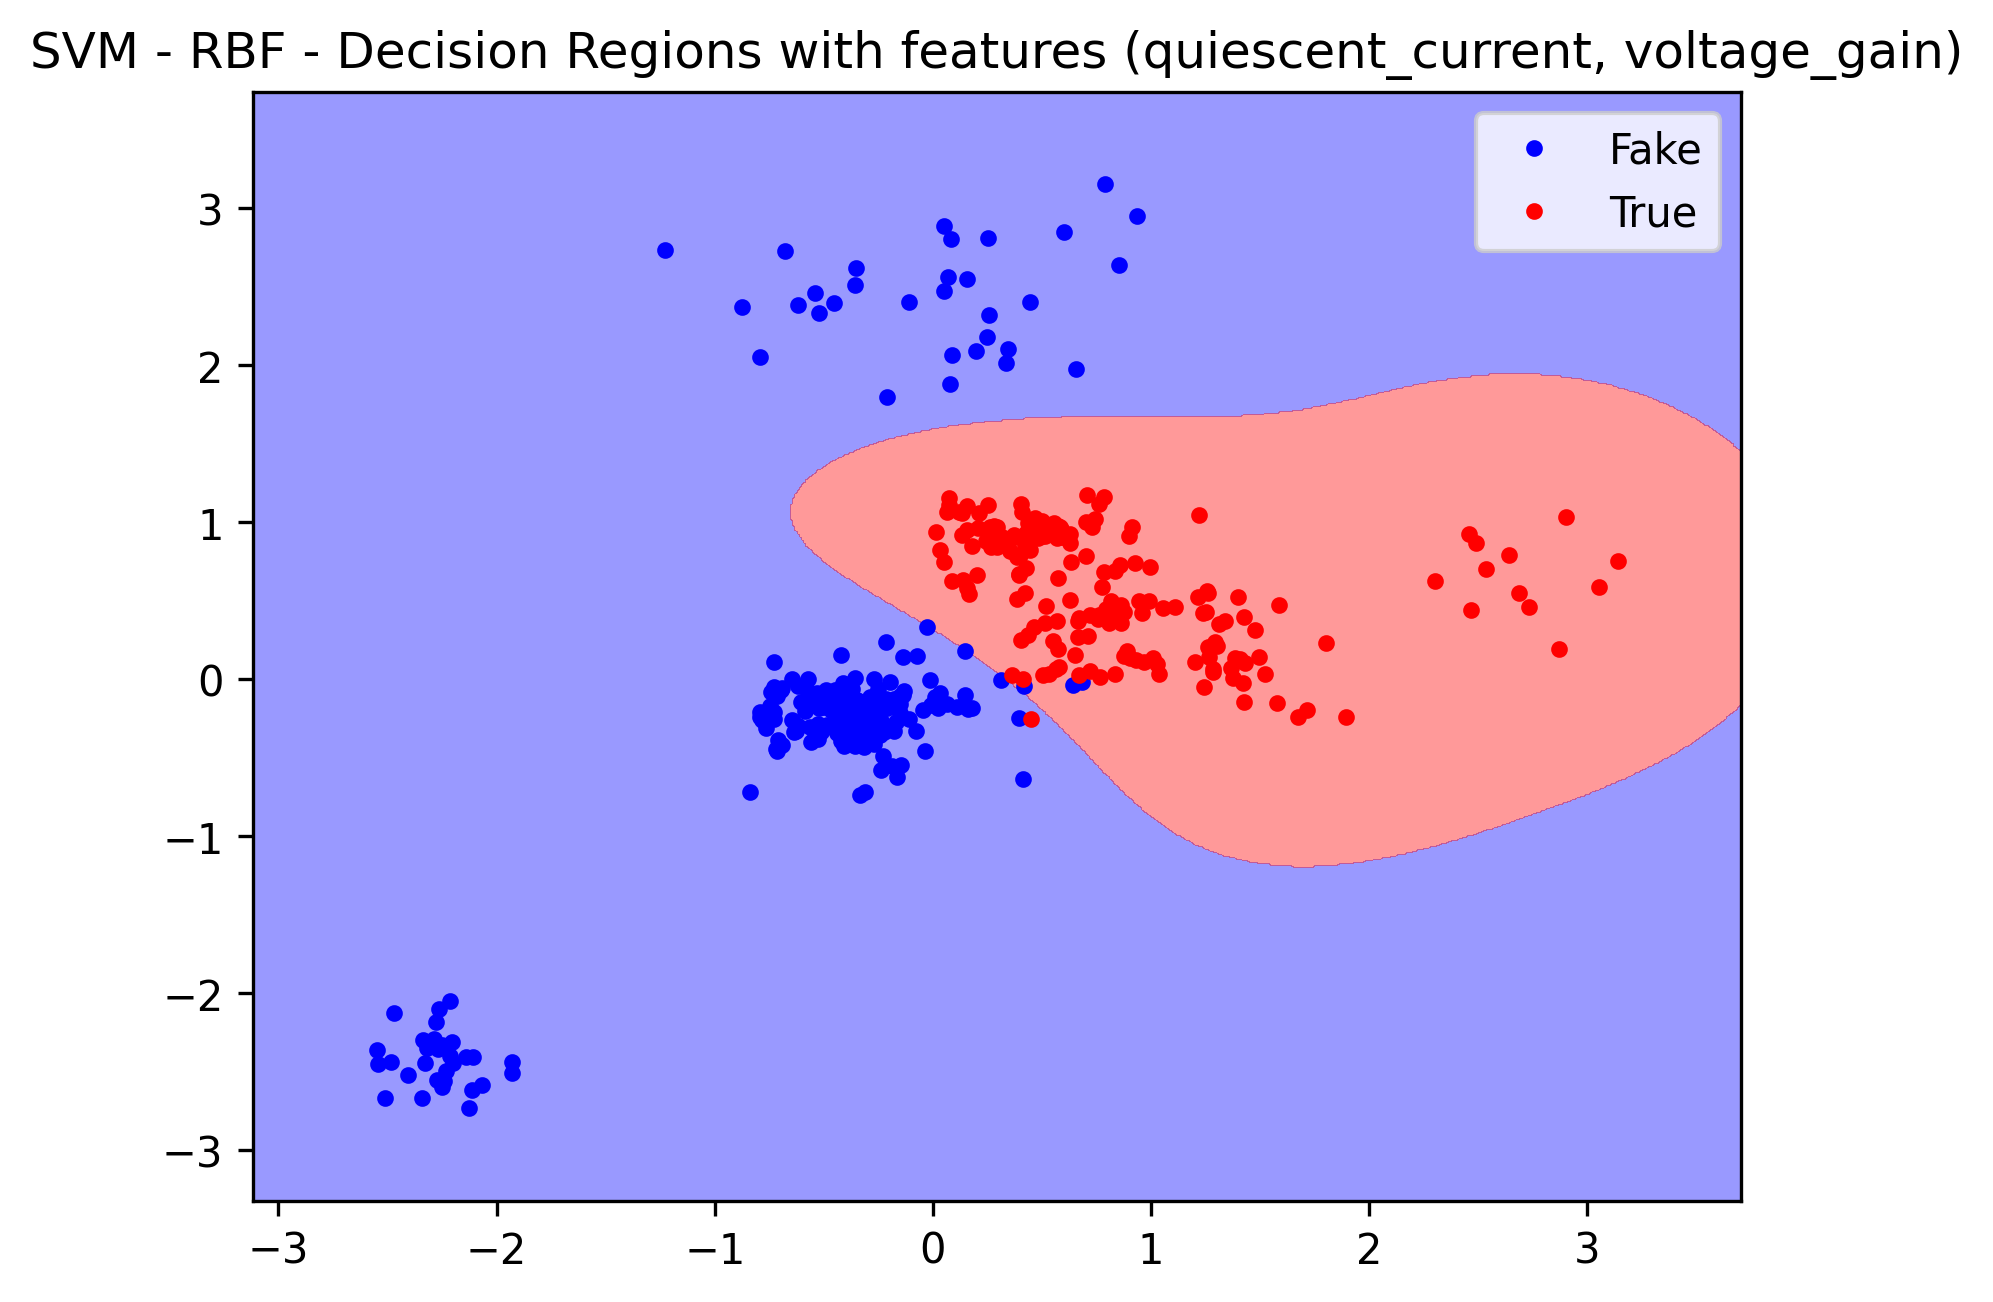 SVM - RBF - Decision Regions with features (quiescent_current, voltage_gain)
Fake
True
3
2
1
0
−1
−2
−3
−3 −2 −1 0 1 2 3